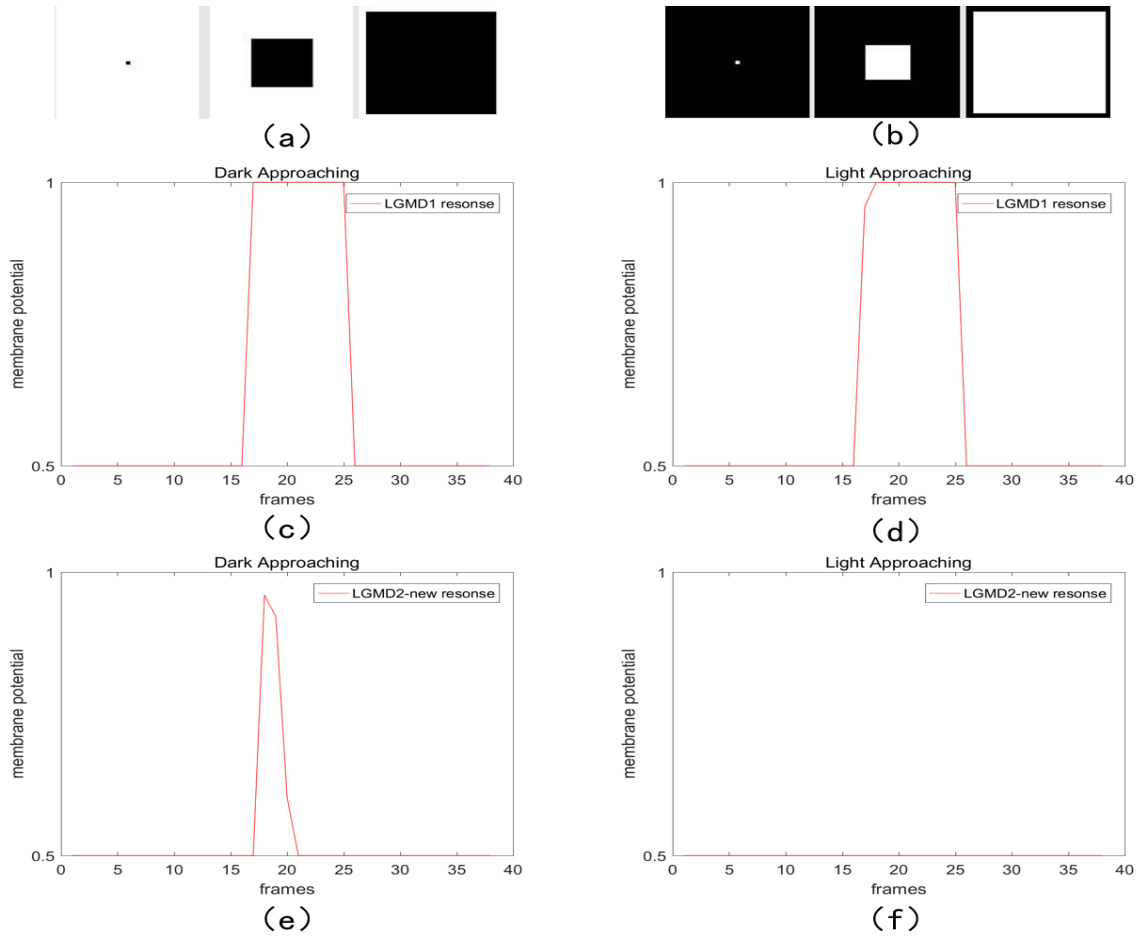 (a)
(b)
Dark Approaching
1
LGMD1 resonse
membrane potential
0.5
0 5 10 15 20 25 30 35 40
frames
(c)
Light Approaching
1
LGMD1 resonse
membrane potential
0.5
0 5 10 15 20 25 30 35 40
frames
(d)
Dark Approaching
1
LGMD2-new resonse
membrane potential
0.5
0 5 10 15 20 25 30 35 40
frames
(e)
Light Approaching
1
LGMD2-new resonse
membrane potential
0.5
0 5 10 15 20 25 30 35 40
frames
(f)